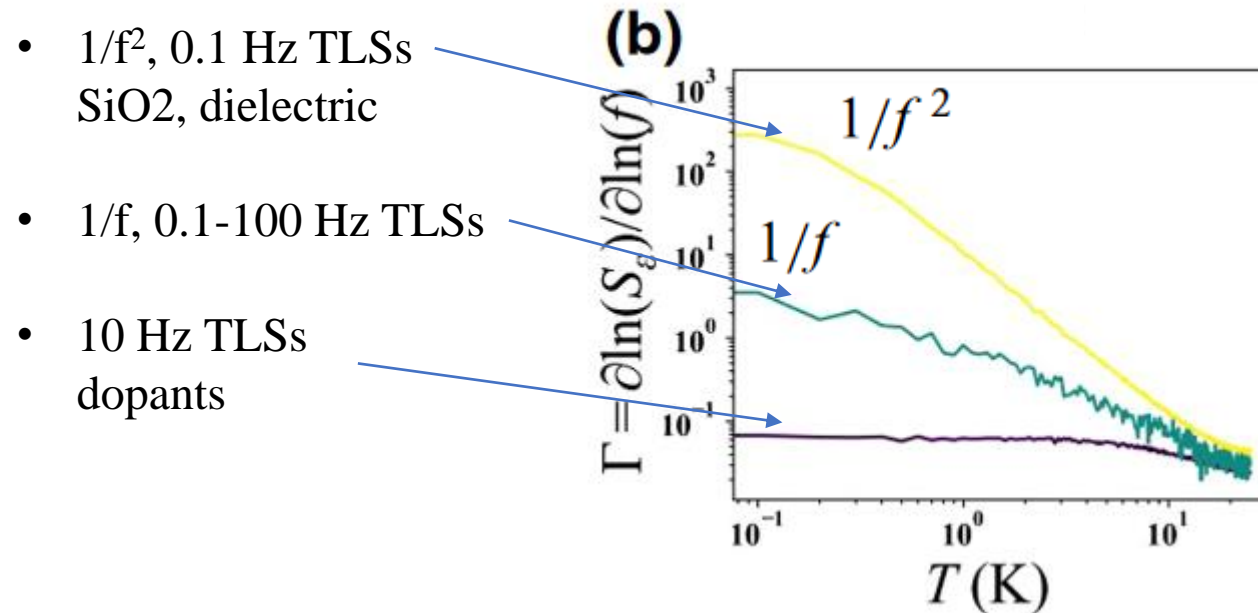 • 1/f², 0.1 Hz TLSs
SiO2, dielectric
• 1/f, 0.1-100 Hz TLSs
• 10 Hz TLSs
dopants
(b)
Γ = ∂ln(Sε)/∂ln(f)
10³
10²
10¹
10⁰
10⁻¹
1/f ²
1/f
10⁻¹ 10⁰ 10¹
T (K)